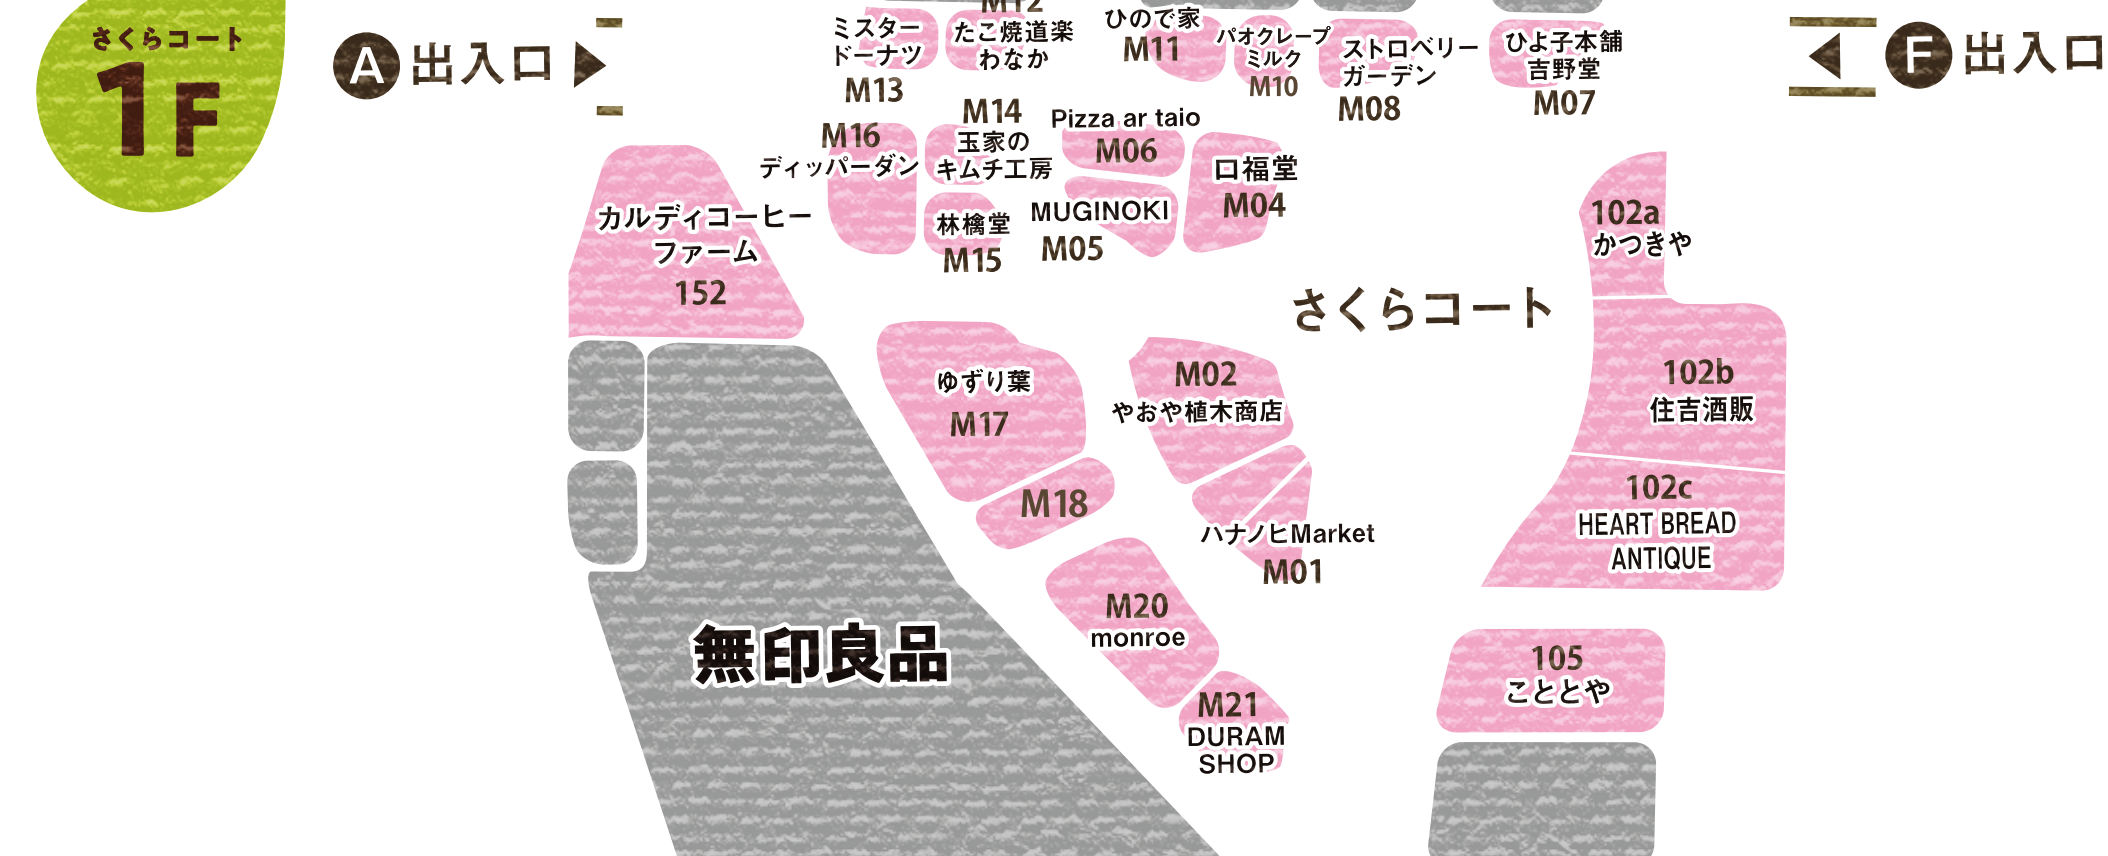 さくらコート
1F
A 出入口
F 出入口
M12
たこ焼道楽
わなか
ミスター
ドーナツ
M13
ひので家
M11
パオクレープ
ミルク
M10
ストロベリー
ガーデン
M08
ひよ子本舗
吉野堂
M07
M16
ディッパーダン
M14
玉家の
キムチ工房
Pizza ar taio
M06
口福堂
M04
林檎堂
M15
MUGINOKI
M05
カルディコーヒー
ファーム
152
102a
かつきや
さくらコート
102b
住吉酒販
102c
HEART BREAD
ANTIQUE
ゆずり葉
M17
M02
やおや植木商店
M18
ハナノヒMarket
M01
M20
monroe
無印良品
M21
DURAM
SHOP
105
こととや